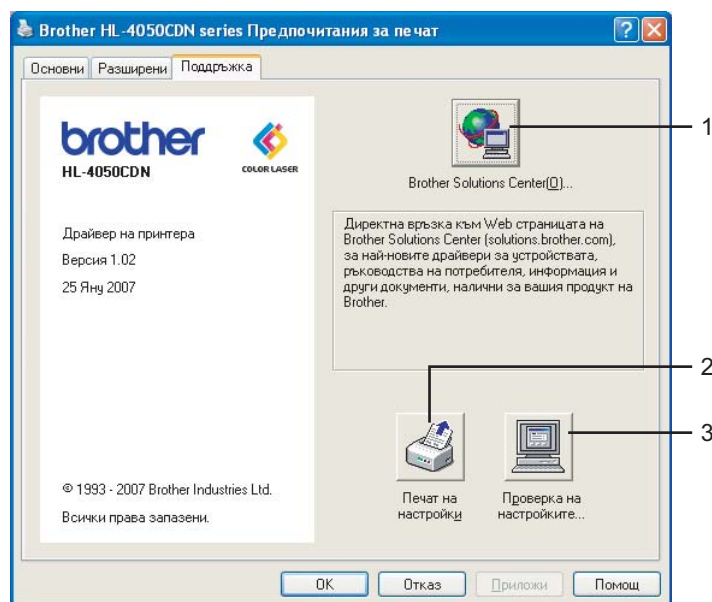 Brother HL-4050CDN series Предпочитания за печат
Основни Разширени Поддръжка
brother
HL-4050CDN
COLOR LASER
Драйвер на принтера
Версия 1.02
25 Яну 2007
© 1993 - 2007 Brother Industries Ltd.
Всички права запазени.
1
Brother Solutions Center(O)...
Директна връзка към Web страницата на
Brother Solutions Center (solutions.brother.com),
за най-новите драйвери за устройствата,
ръководства на потребителя, информация и
други документи, налични за вашия продукт на
Brother.
2
3
Печат на
настройки
Проверка на
настройките...
OK Отказ Приложи Помощ